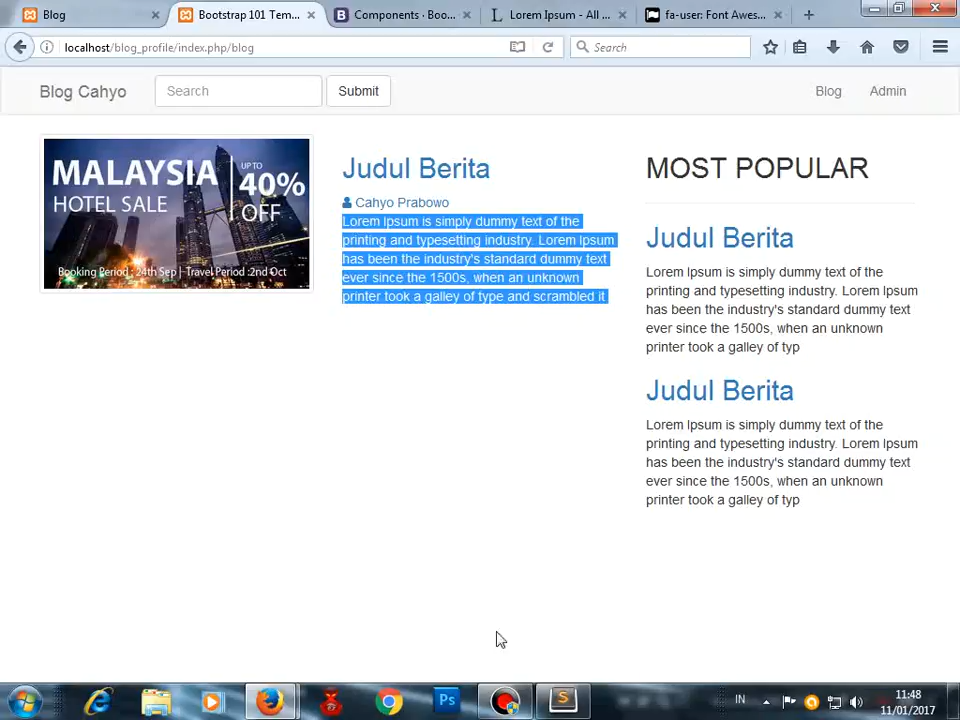 Blog
Bootstrap 101 Tem...
Components · Boo...
Lorem Ipsum - All ...
fa-user: Font Awes...
localhost/blog_profile/index.php/blog
Search
Blog Cahyo
Search
Submit
Blog
Admin
MALAYSIA
HOTEL SALE
UP TO
40%
OFF
Booking Period : 24th Sep | Travel Period :2nd Oct
Judul Berita
Cahyo Prabowo
Lorem Ipsum is simply dummy text of the
printing and typesetting industry. Lorem Ipsum
has been the industry's standard dummy text
ever since the 1500s, when an unknown
printer took a galley of type and scrambled it
MOST POPULAR
Judul Berita
Lorem Ipsum is simply dummy text of the
printing and typesetting industry. Lorem Ipsum
has been the industry's standard dummy text
ever since the 1500s, when an unknown
printer took a galley of typ
Judul Berita
Lorem Ipsum is simply dummy text of the
printing and typesetting industry. Lorem Ipsum
has been the industry's standard dummy text
ever since the 1500s, when an unknown
printer took a galley of typ
Ps
IN
11:48
11/01/2017